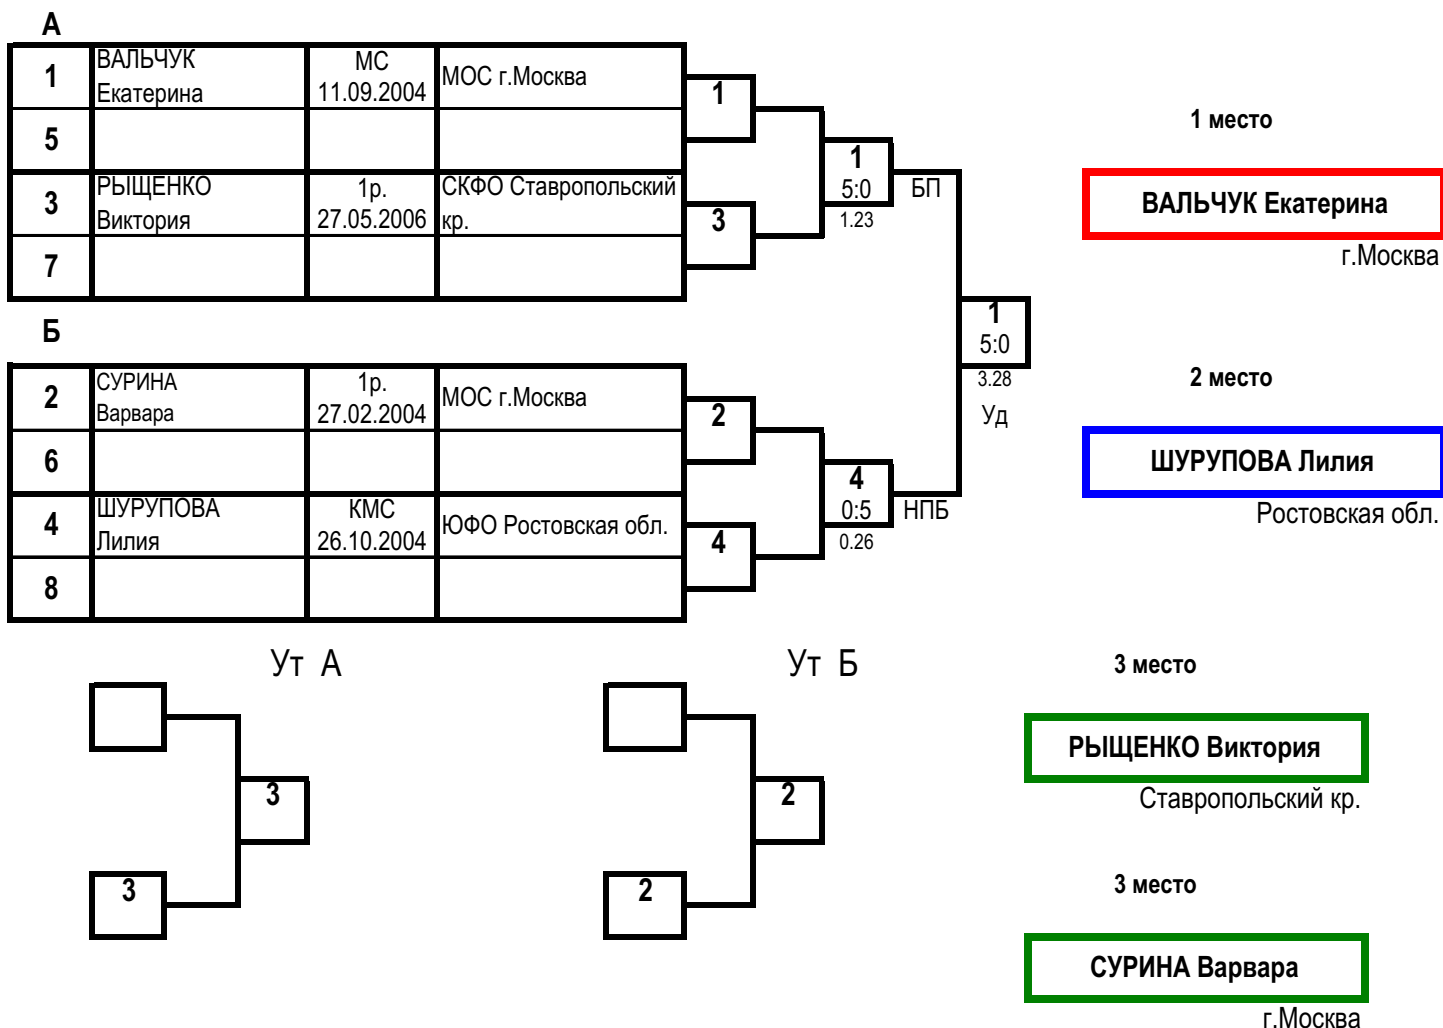 А
1
ВАЛЬЧУК
Екатерина
МС
11.09.2004
МОС г.Москва
5
3
РЫЩЕНКО
Виктория
1р.
27.05.2006
СКФО Ставропольский
кр.
7
1
3
1
5:0
1.23
БП
Б
2
СУРИНА
Варвара
1р.
27.02.2004
МОС г.Москва
6
4
ШУРУПОВА
Лилия
КМС
26.10.2004
ЮФО Ростовская обл.
8
2
4
4
0:5
0.26
НПБ
1
5:0
3.28
Уд
1 место
ВАЛЬЧУК Екатерина
г.Москва
2 место
ШУРУПОВА Лилия
Ростовская обл.
Ут А
3
3
Ут Б
2
2
3 место
РЫЩЕНКО Виктория
Ставропольский кр.
3 место
СУРИНА Варвара
г.Москва